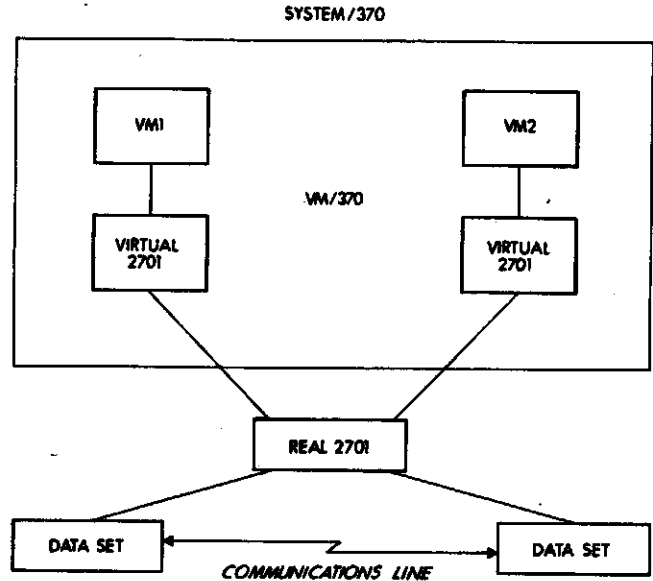 SYSTEM/370
VM1
VM2
VM/370
VIRTUAL
2701
VIRTUAL
2701
REAL 2701
DATA SET
DATA SET
COMMUNICATIONS LINE